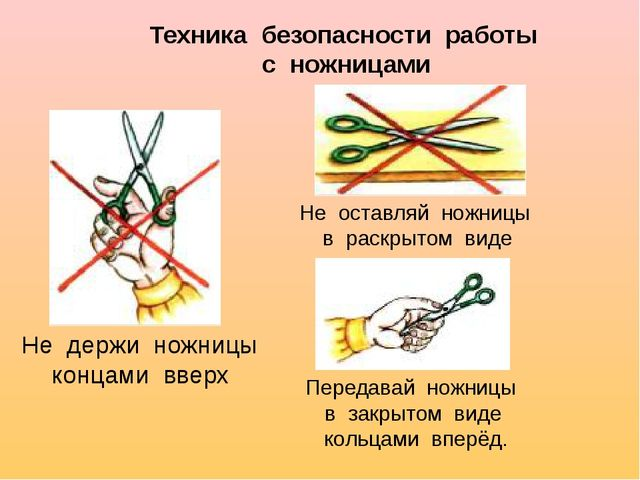 Техника безопасности работы
с ножницами
Не держи ножницы
концами вверх
Не оставляй ножницы
в раскрытом виде
Передавай ножницы
в закрытом виде
кольцами вперёд.